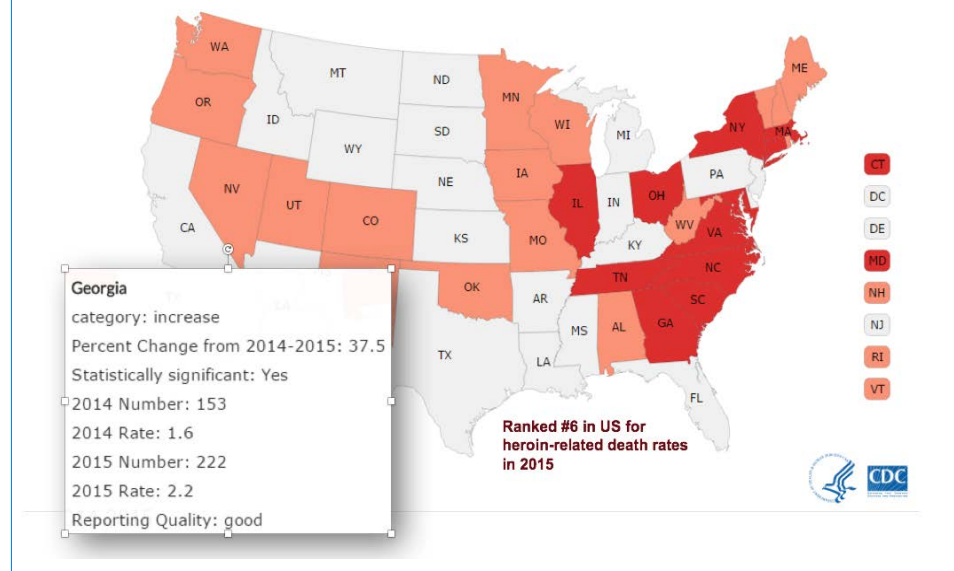 WA
ME
MT
ND
MN
OR
ID
SD
WI
MI
NY
MA
WY
IA
PA
NE
NV
IL
IN
OH
UT
CO
WV
VA
CA
KS
MO
KY
NC
TN
OK
AR
SC
MS
AL
GA
TX
LA
FL
CT
DC
DE
MD
NH
NJ
RI
VT
Georgia
category: increase
Percent Change from 2014-2015: 37.5
Statistically significant: Yes
2014 Number: 153
2014 Rate: 1.6
2015 Number: 222
2015 Rate: 2.2
Reporting Quality: good
Ranked #6 in US for
heroin-related death rates
in 2015
CDC